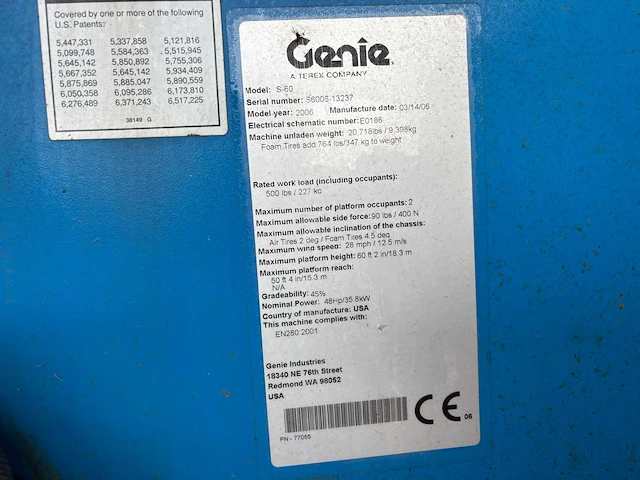 Covered by one or more of the following
U.S. Patents:
5,447,331 5,337,858 5,121,816
5,099,748 5,584,363 5,515,945
5,645,142 5,850,892 5,755,306
5,667,352 5,645,142 5,934,409
5,875,869 5,885,047 5,890,559
6,050,358 6,095,286 6,173,810
6,276,489 6,371,243 6,517,225
38149 G
Genie
A TEREX COMPANY
Model: S-60
Serial number: S6006-13237
Model year: 2006 Manufacture date: 03/14/06
Electrical schematic number: E0186
Machine unladen weight: 20,718lbs / 9,398kg
Foam Tires add 764 lbs/347 kg to weight
Rated work load (including occupants):
500 lbs / 227 kg
Maximum number of platform occupants: 2
Maximum allowable side force: 90 lbs / 400 N
Maximum allowable inclination of the chassis:
Air Tires 2 deg / Foam Tires 4.5 deg
Maximum wind speed: 28 mph / 12.5 m/s
Maximum platform height: 60 ft 2 in/18.3 m
Maximum platform reach:
50 ft 4 in/15.3 m
N/A
Gradeability: 45%
Nominal Power: 48Hp/35.8kW
Country of manufacture: USA
This machine complies with:
EN280:2001
Genie Industries
18340 NE 76th Street
Redmond WA 98052
USA
CE 06
PN - 77055